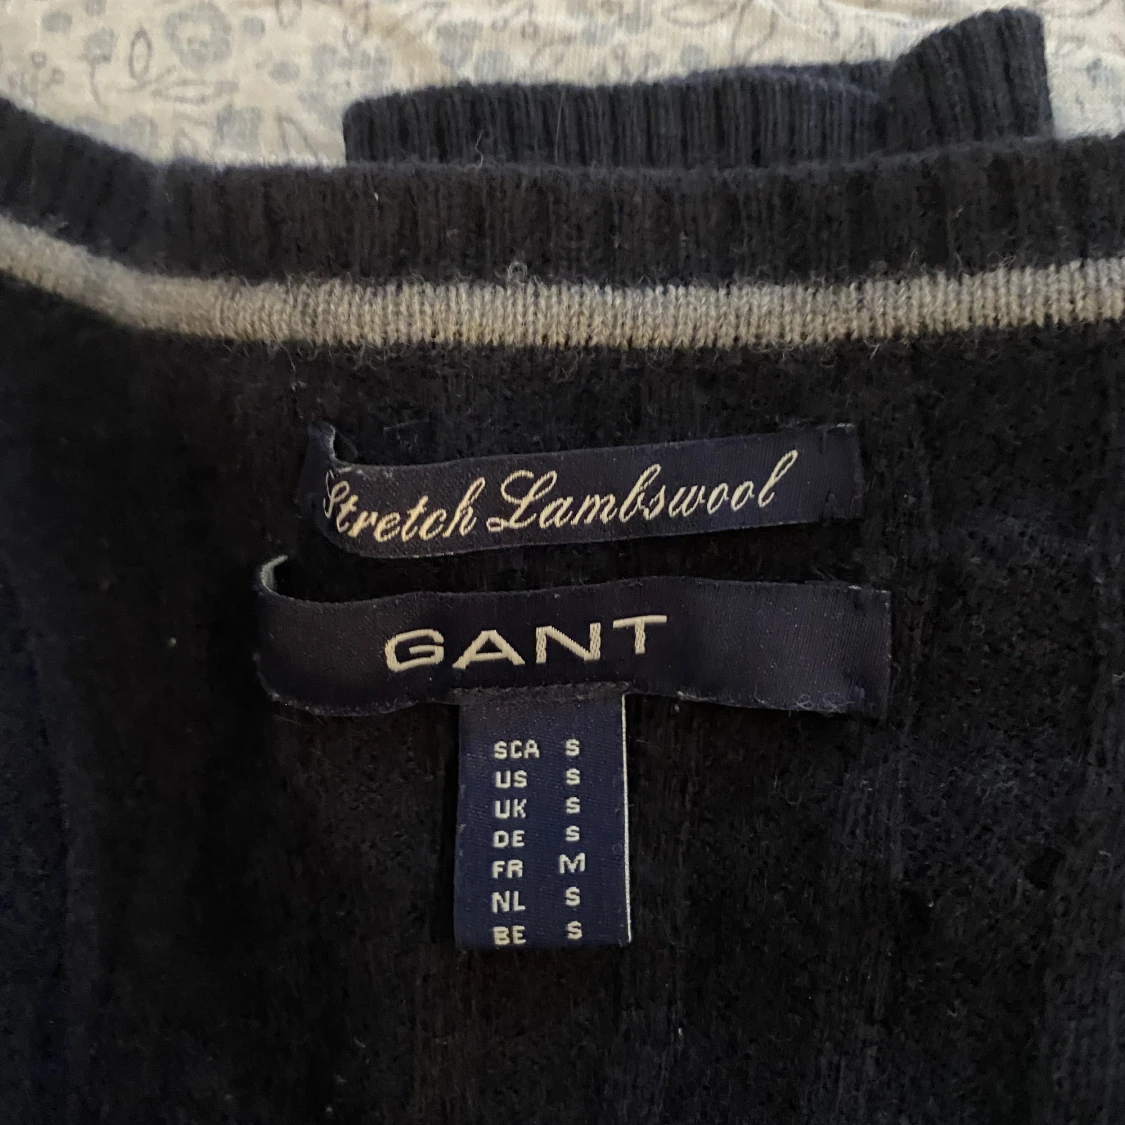 Stretch Lambswool
GANT
SCA S
US S
UK S
DE S
FR M
NL S
BE S